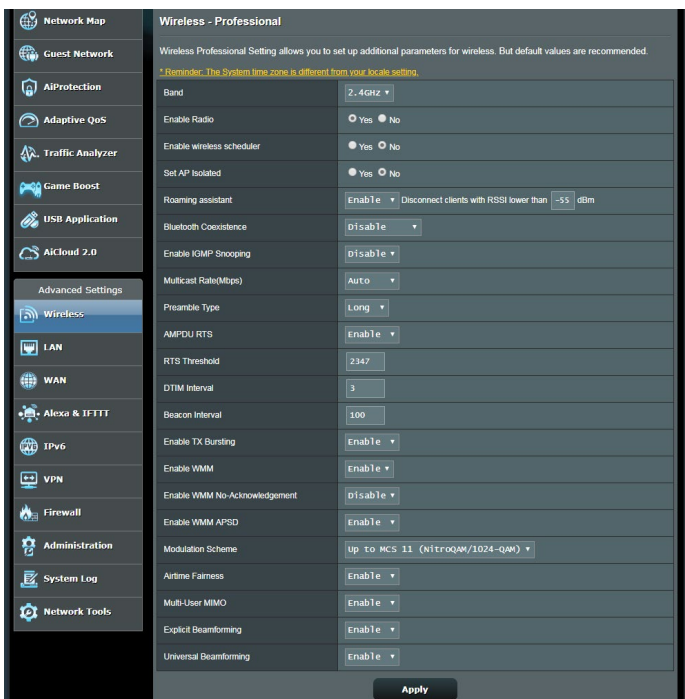 Network Map
Guest Network
AiProtection
Adaptive QoS
Traffic Analyzer
Game Boost
USB Application
AiCloud 2.0
Advanced Settings
Wireless
LAN
WAN
Alexa & IFTTT
IPv6
VPN
Firewall
Administration
System Log
Network Tools
Wireless - Professional
Wireless Professional Setting allows you to set up additional parameters for wireless. But default values are recommended.
* Reminder: The System time zone is different from your locale setting.
Band 2.4GHz
Enable Radio Yes No
Enable wireless scheduler Yes No
Set AP Isolated Yes No
Roaming assistant Enable Disconnect clients with RSSI lower than -55 dBm
Bluetooth Coexistence Disable
Enable IGMP Snooping Disable
Multicast Rate(Mbps) Auto
Preamble Type Long
AMPDU RTS Enable
RTS Threshold 2347
DTIM Interval 3
Beacon Interval 100
Enable TX Bursting Enable
Enable WMM Enable
Enable WMM No-Acknowledgement Disable
Enable WMM APSD Enable
Modulation Scheme Up to MCS 11 (NitroQAM/1024-QAM)
Airtime Fairness Enable
Multi-User MIMO Enable
Explicit Beamforming Enable
Universal Beamforming Enable
Apply